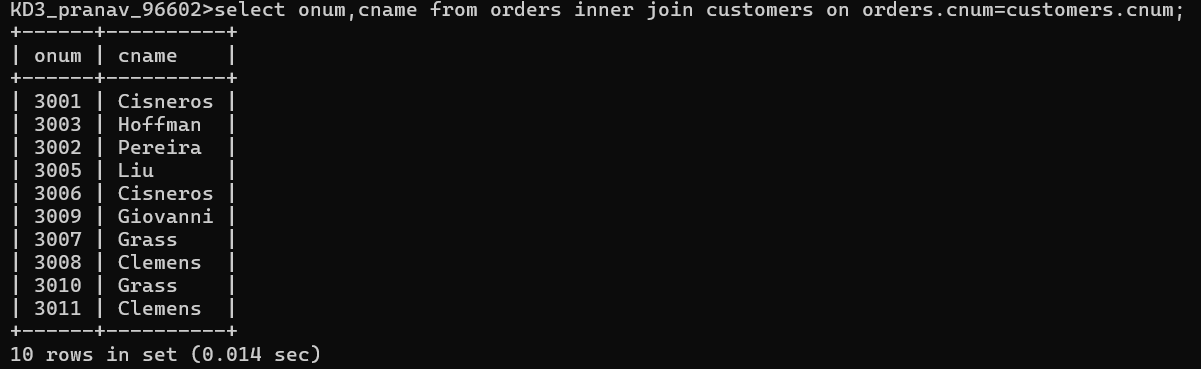 KD3_pranav_96602>select onum,cname from orders inner join customers on orders.cnum=customers.cnum;
+------+----------+
| onum | cname    |
+------+----------+
| 3001 | Cisneros |
| 3003 | Hoffman  |
| 3002 | Pereira  |
| 3005 | Liu      |
| 3006 | Cisneros |
| 3009 | Giovanni |
| 3007 | Grass    |
| 3008 | Clemens  |
| 3010 | Grass    |
| 3011 | Clemens  |
+------+----------+
10 rows in set (0.014 sec)